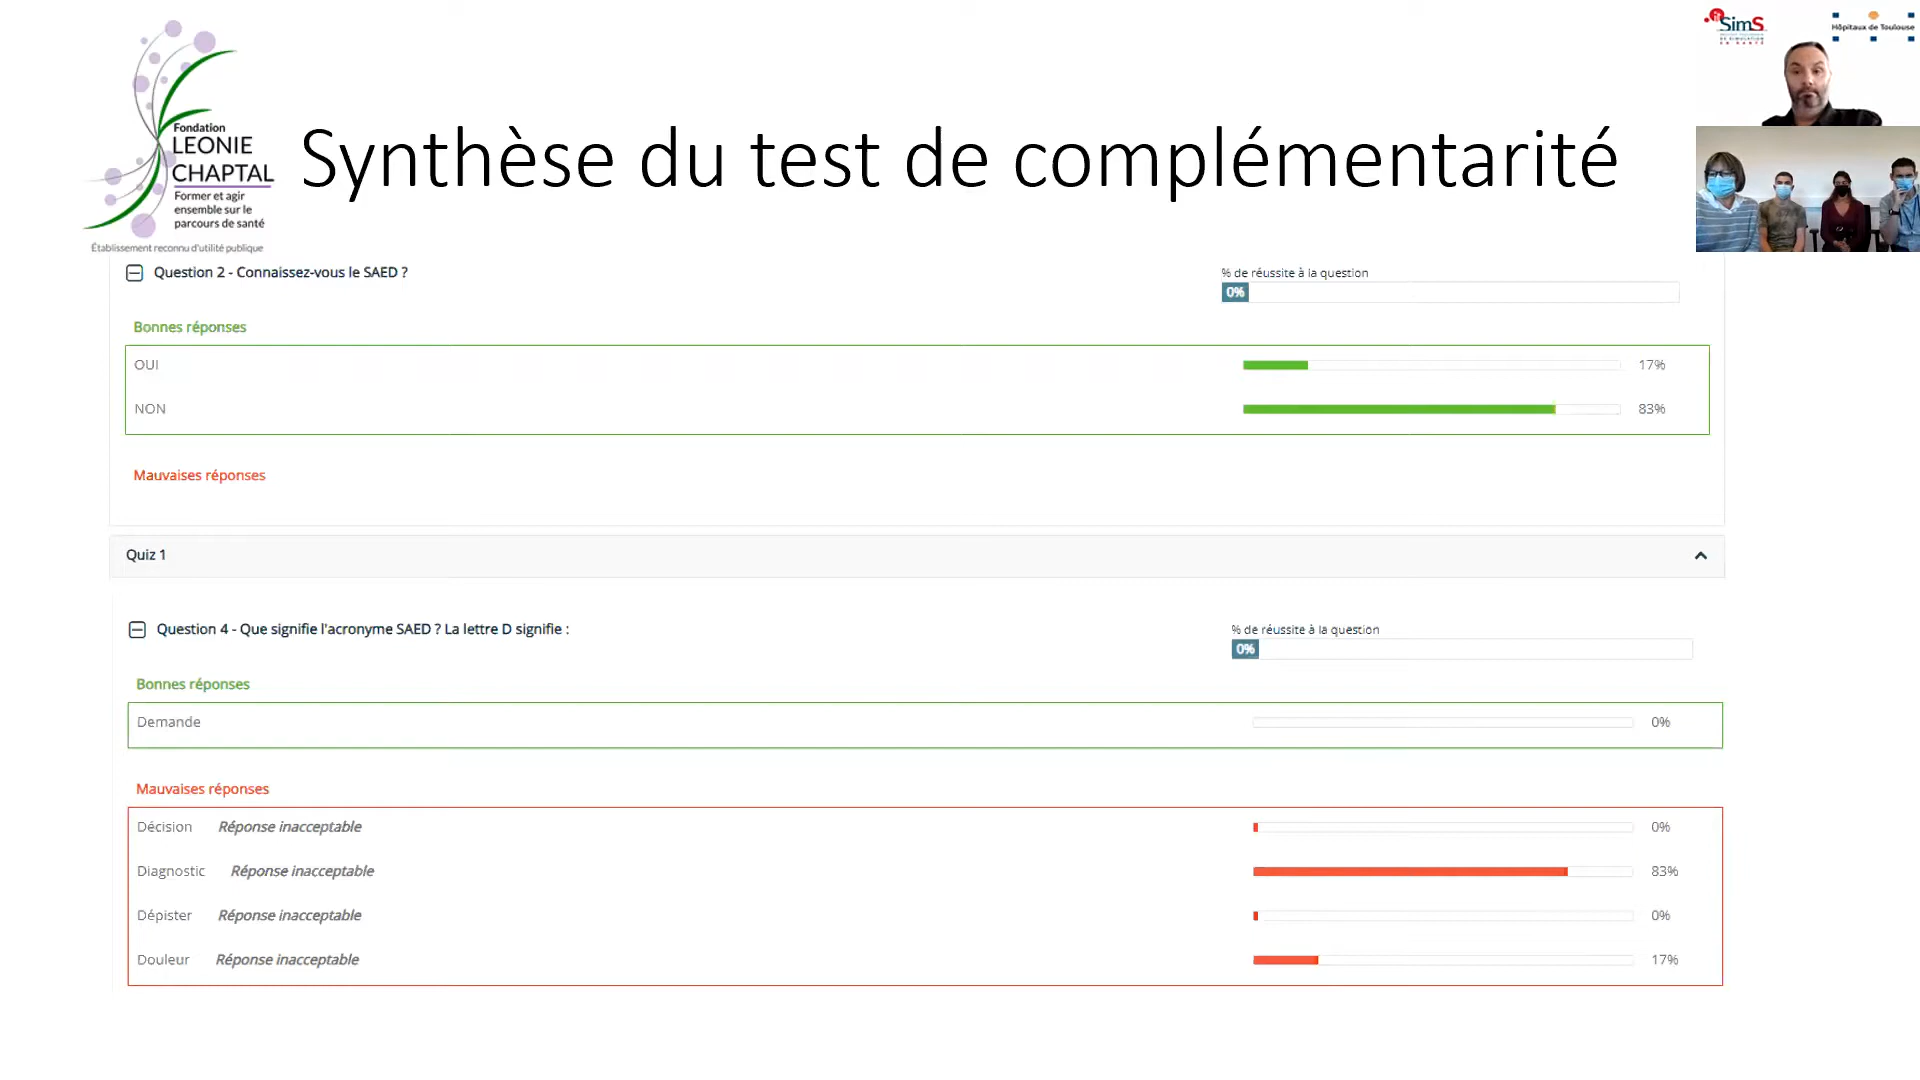 Fondation
LEONIE
CHAPTAL
Former et agir
ensemble sur le
parcours de santé
Établissement reconnu d'utilité publique
Synthèse du test de complémentarité
itSimS
Hôpitaux de Toulouse
Question 2 - Connaissez-vous le SAED ?
% de réussite à la question
0%
Bonnes réponses
OUI 17%
NON 83%
Mauvaises réponses
Quiz 1
Question 4 - Que signifie l'acronyme SAED ? La lettre D signifie :
% de réussite à la question
0%
Bonnes réponses
Demande 0%
Mauvaises réponses
Décision Réponse inacceptable 0%
Diagnostic Réponse inacceptable 83%
Dépister Réponse inacceptable 0%
Douleur Réponse inacceptable 17%